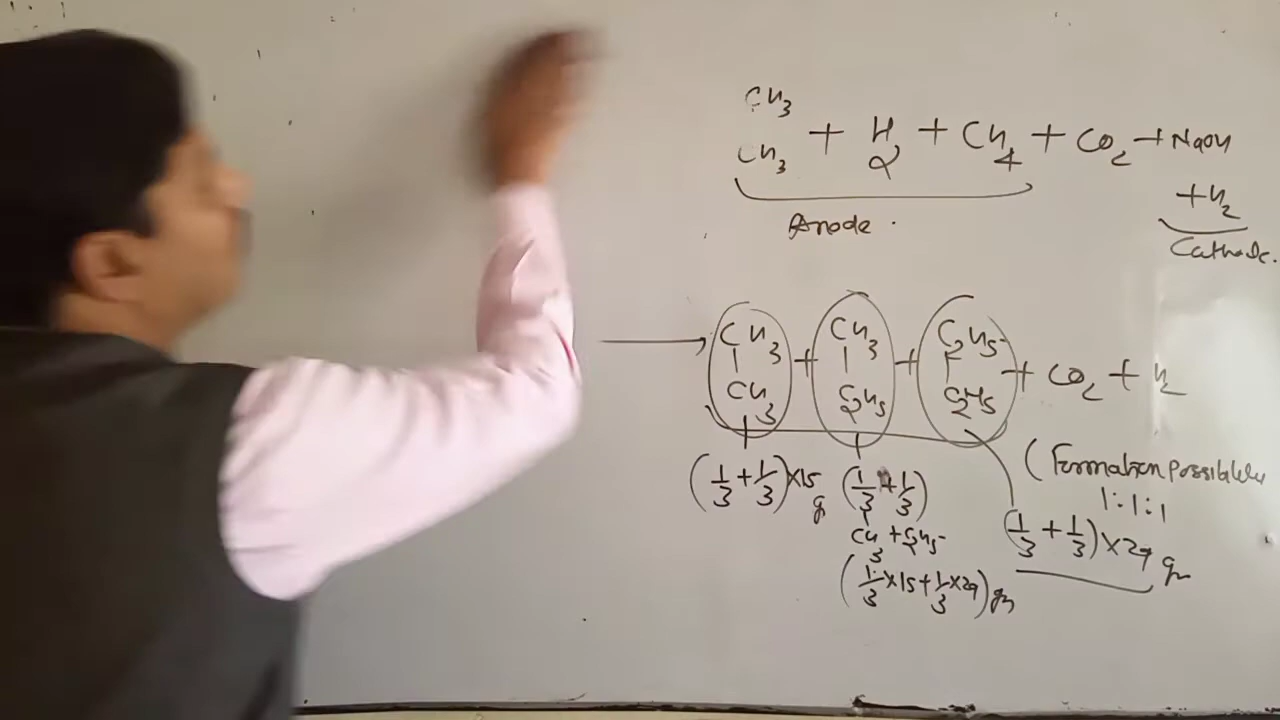 CH3
CH3 + H2 + CH4 + CO2 + NaOH
+ H2
Anode.
Cathode.
CH3 + CH3 + C2H5 + CO2 + H2
CH3 C2H5 C2H5
(Formation possibility
1:1:1
(1/3 + 1/3) × 15 g (1/3 + 1/3) (1/3 + 1/3) × 29 gm
CH3 + C2H5
(1/3 × 15 + 1/3 × 29) gm